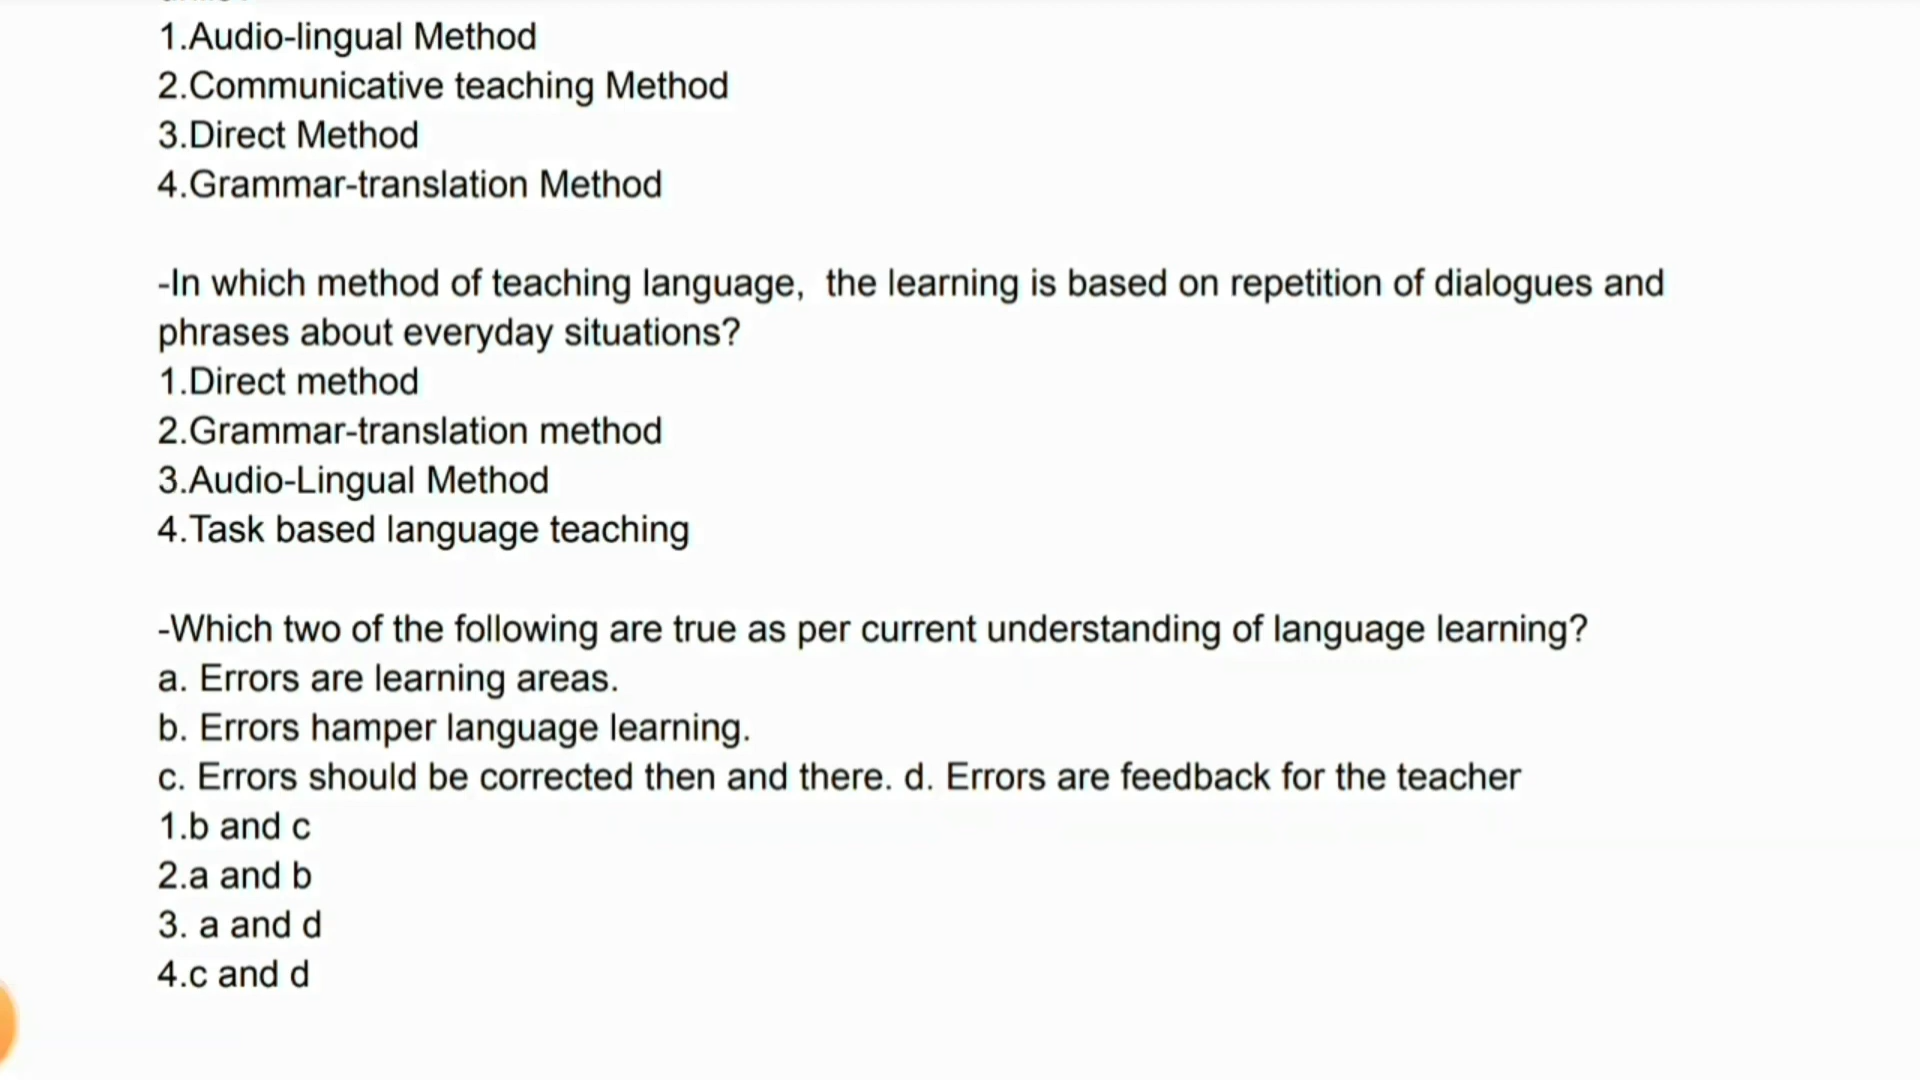 1.Audio-lingual Method
2.Communicative teaching Method
3.Direct Method
4.Grammar-translation Method
-In which method of teaching language,  the learning is based on repetition of dialogues and
phrases about everyday situations?
1.Direct method
2.Grammar-translation method
3.Audio-Lingual Method
4.Task based language teaching
-Which two of the following are true as per current understanding of language learning?
a. Errors are learning areas.
b. Errors hamper language learning.
c. Errors should be corrected then and there. d. Errors are feedback for the teacher
1.b and c
2.a and b
3. a and d
4.c and d